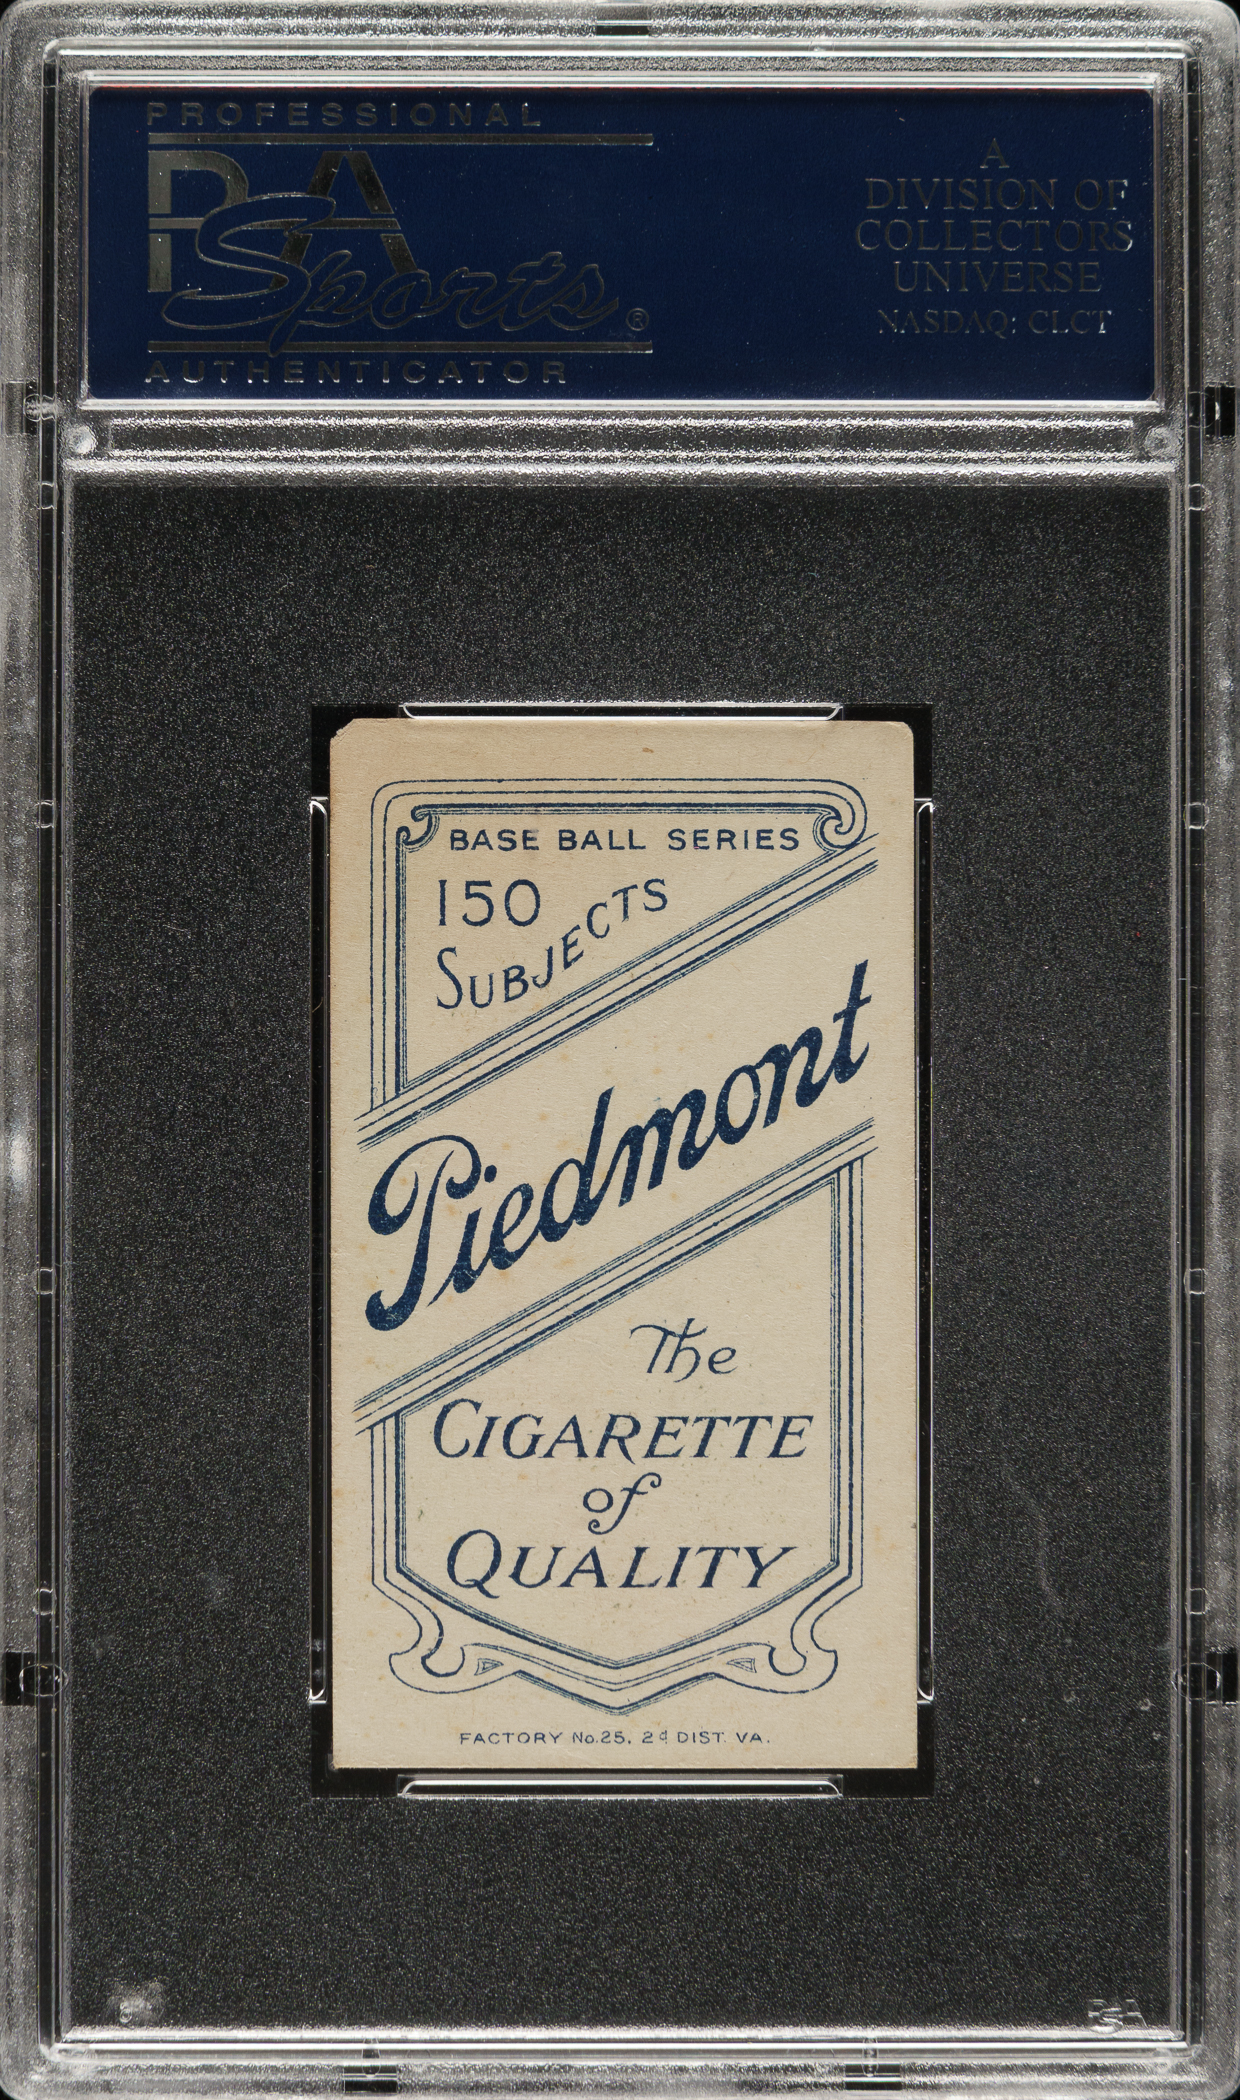 PROFESSIONAL
PSA
Sports®
AUTHENTICATOR
A
DIVISION OF
COLLECTORS
UNIVERSE
NASDAQ: CLCT
BASE BALL SERIES
150
SUBJECTS
Piedmont
The
CIGARETTE
of
QUALITY
FACTORY No.25, 2d DIST. VA.
PSA